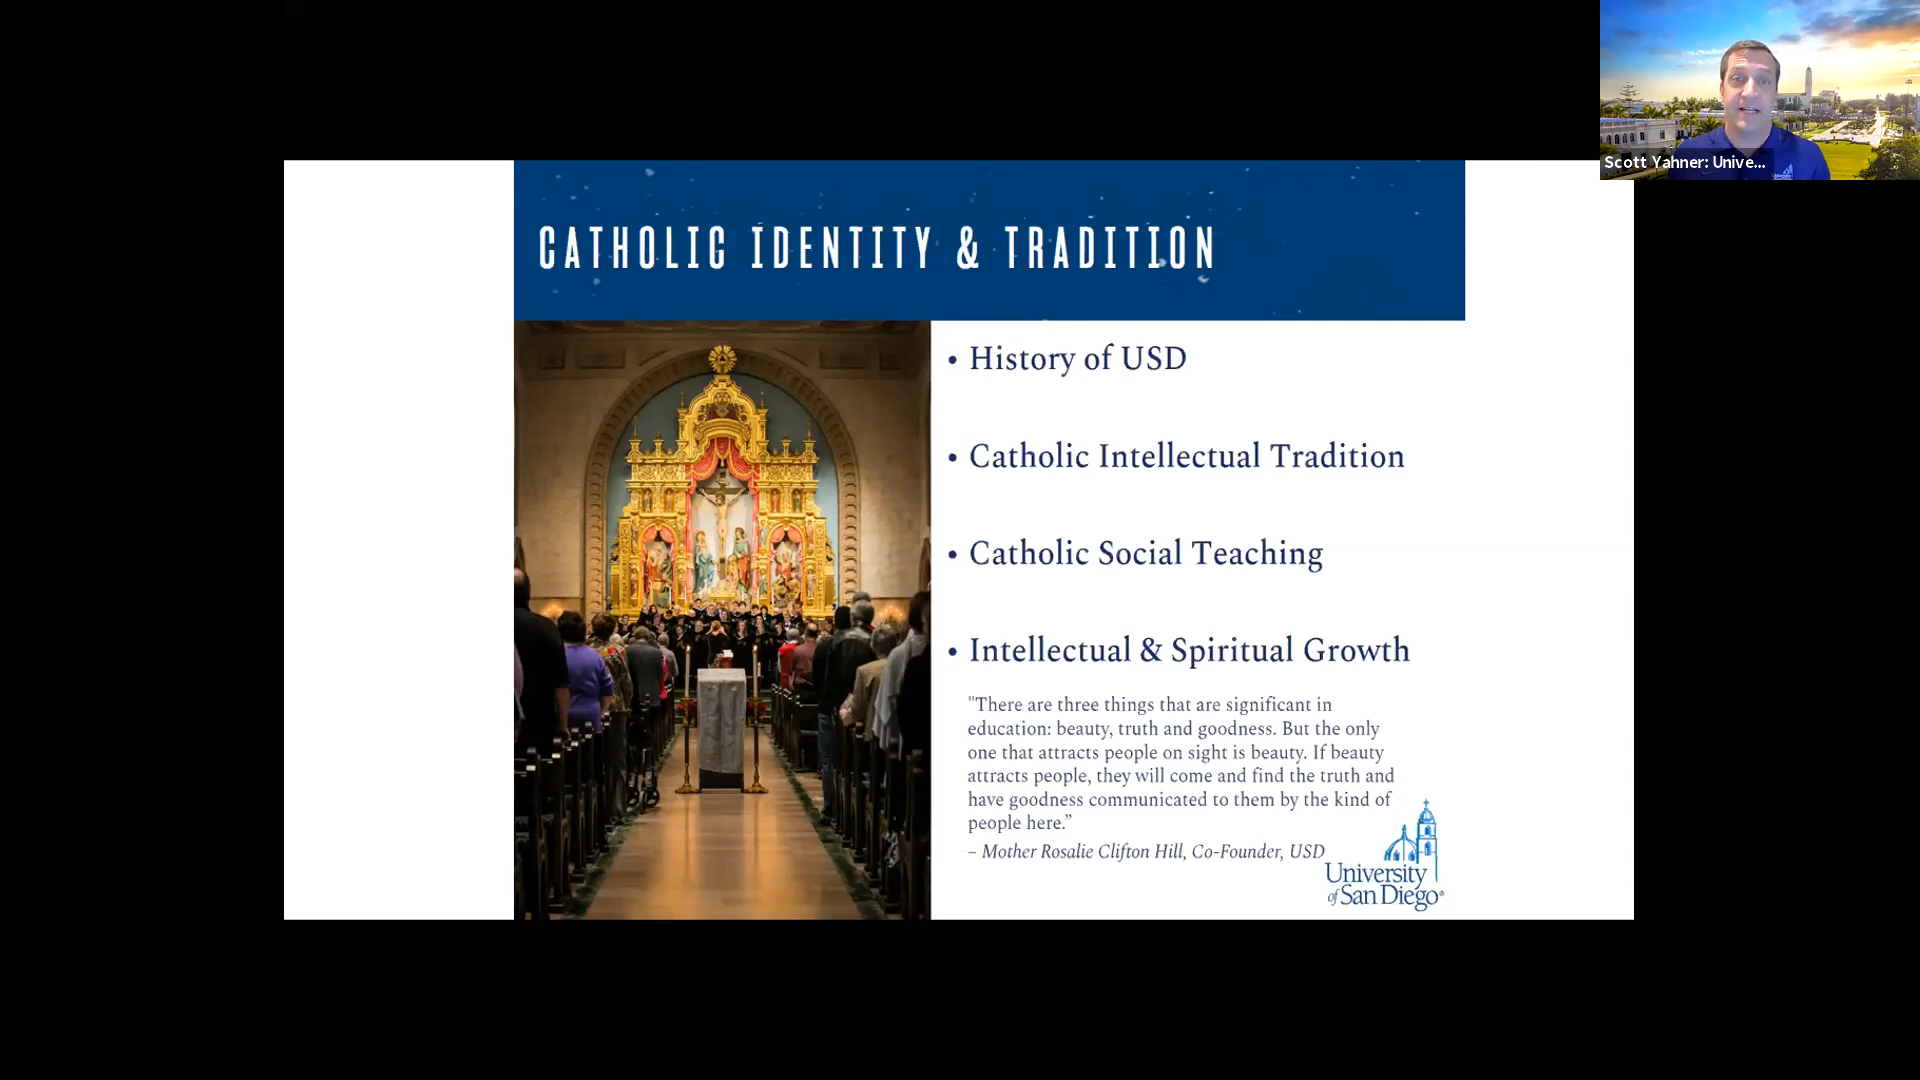 Scott Yahner: Unive...
CATHOLIC IDENTITY & TRADITION
• History of USD
• Catholic Intellectual Tradition
• Catholic Social Teaching
• Intellectual & Spiritual Growth
"There are three things that are significant in
education: beauty, truth and goodness. But the only
one that attracts people on sight is beauty. If beauty
attracts people, they will come and find the truth and
have goodness communicated to them by the kind of
people here.”
– Mother Rosalie Clifton Hill, Co-Founder, USD
University
of San Diego®